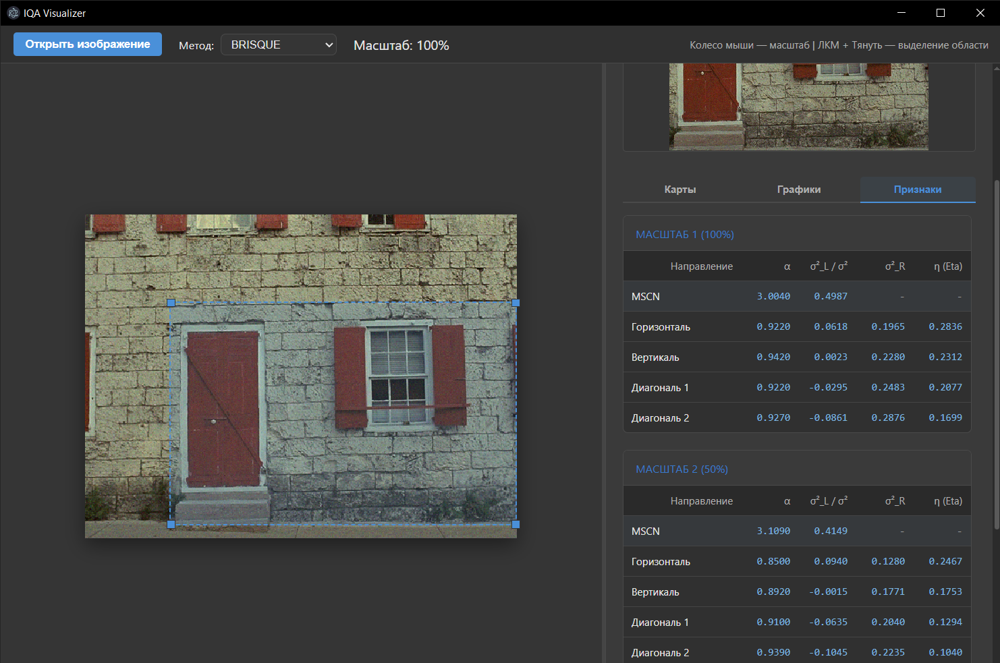 IQA Visualizer
Открыть изображение Метод: BRISQUE Масштаб: 100% Колесо мыши — масштаб | ЛКМ + Тянуть — выделение области
Карты Графики Признаки
МАСШТАБ 1 (100%)
Направление α σ²_L / σ² σ²_R η (Eta)
MSCN 3.0040 0.4987 - -
Горизонталь 0.9220 0.0618 0.1965 0.2836
Вертикаль 0.9420 0.0023 0.2280 0.2312
Диагональ 1 0.9220 -0.0295 0.2483 0.2077
Диагональ 2 0.9270 -0.0861 0.2876 0.1699
МАСШТАБ 2 (50%)
Направление α σ²_L / σ² σ²_R η (Eta)
MSCN 3.1090 0.4149 - -
Горизонталь 0.8500 0.0940 0.1280 0.2467
Вертикаль 0.8920 -0.0015 0.1771 0.1753
Диагональ 1 0.9100 -0.0635 0.2040 0.1294
Диагональ 2 0.9390 -0.1045 0.2235 0.1040